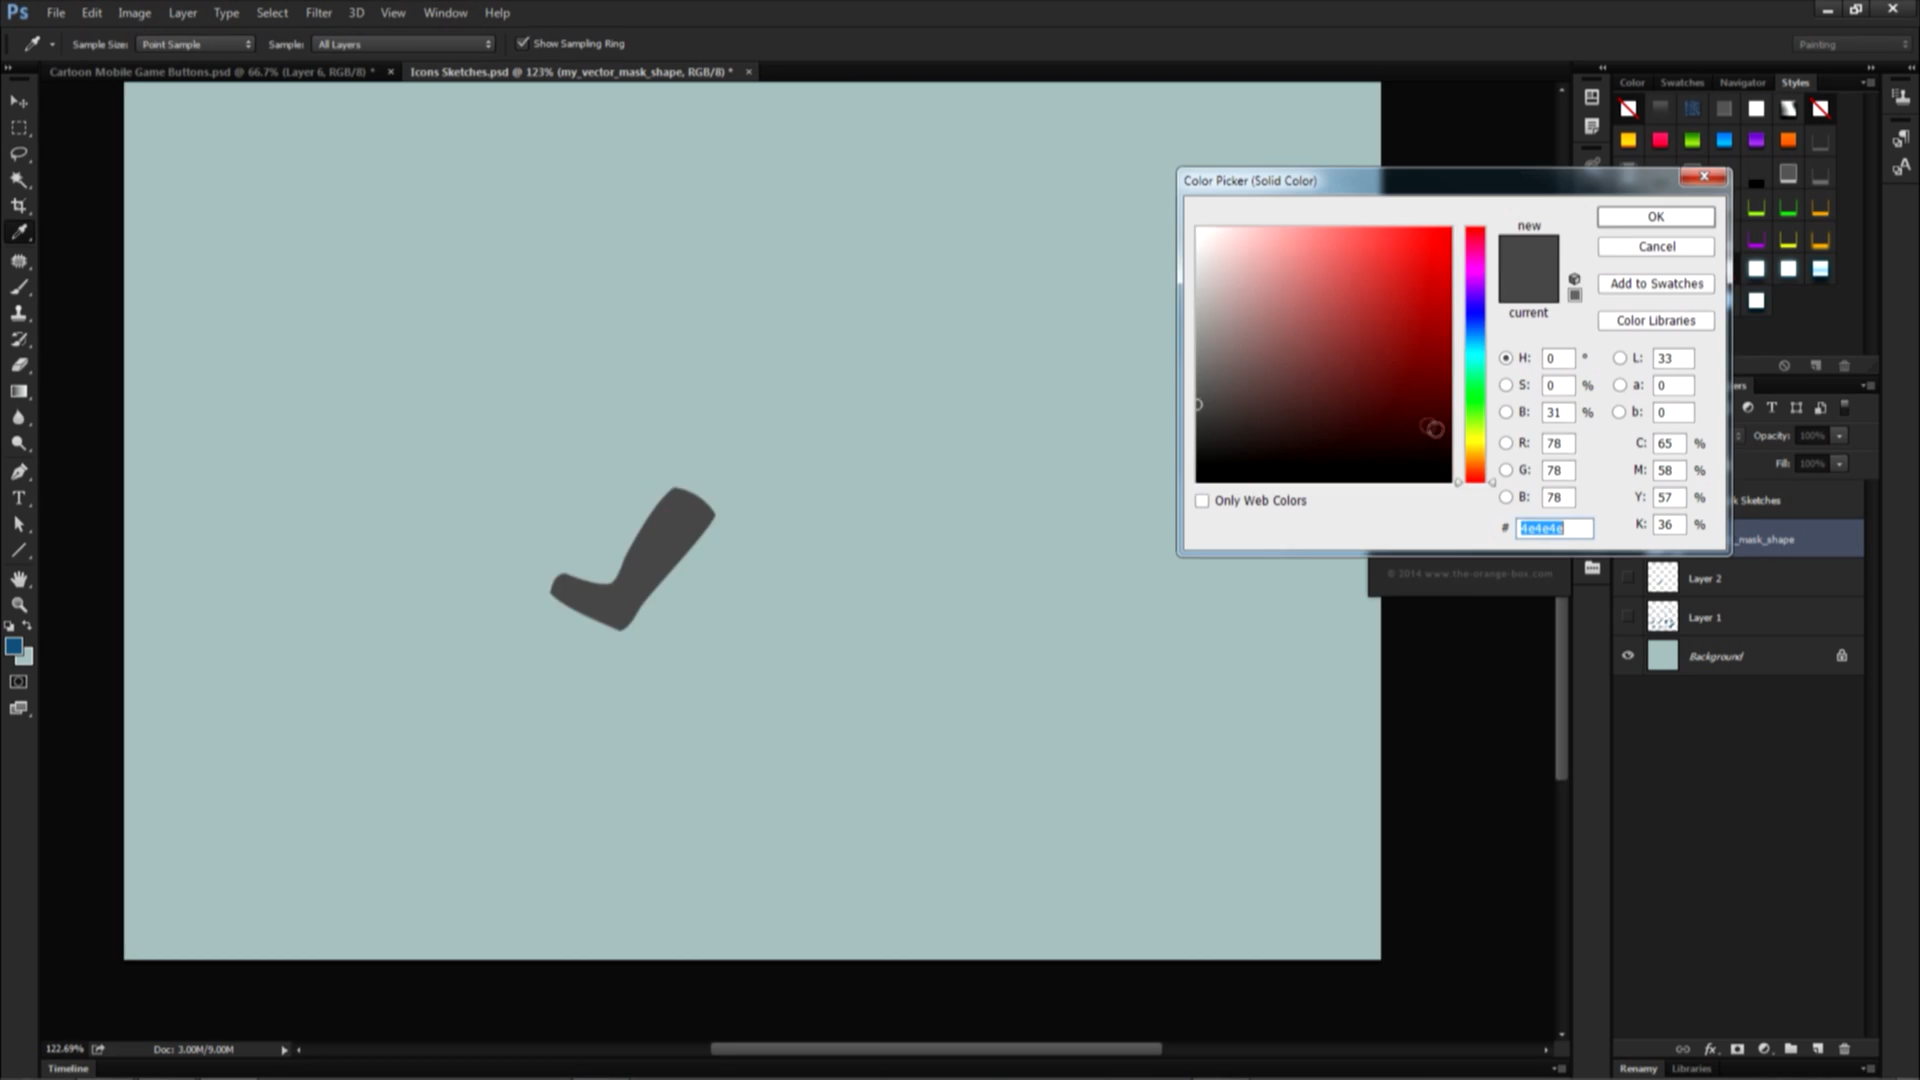 Ps File Edit Image Layer Type Select Filter 3D View Window Help
Sample Size: Point Sample Sample: All Layers Show Sampling Ring Painting
Cartoon Mobile Game Buttons.psd @ 66.7% (Layer 6, RGB/8) * × Icons Sketches.psd @ 123% (my_vector_mask_shape, RGB/8) * ×
Color Swatches Navigator Styles
Color Picker (Solid Color)
new
current
OK
Cancel
Add to Swatches
Color Libraries
H: 0 ° L: 33
S: 0 % a: 0
B: 31 % b: 0
R: 78 C: 65 %
G: 78 M: 58 %
B: 78 Y: 57 %
# 4e4e4e K: 36 %
Only Web Colors
Opacity: 100%
Fill: 100%
k Sketches
_mask_shape
Layer 2
Layer 1
Background
© 2014 www.the-orange-box.com
122.69% Doc: 3.00M/9.00M
Timeline
Renamy Libraries